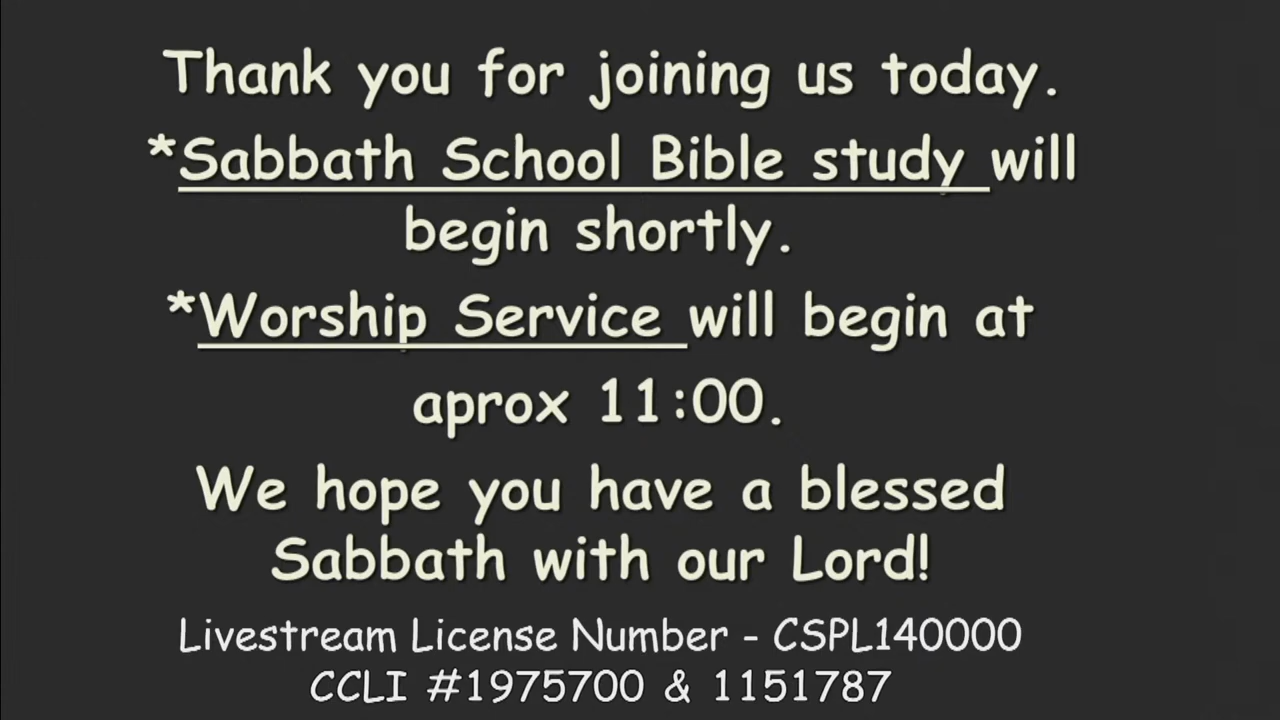 Thank you for joining us today.
*Sabbath School Bible study will
begin shortly.
*Worship Service will begin at
aprox 11:00.
We hope you have a blessed
Sabbath with our Lord!
Livestream License Number - CSPL140000
CCLI #1975700 & 1151787